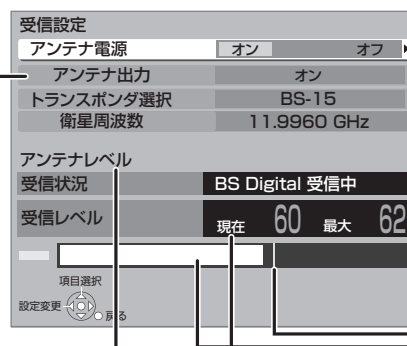 受信設定
アンテナ電源 オン オフ
アンテナ出力 オン
トランスポンダ選択 BS-15
衛星周波数 11.9960 GHz
アンテナレベル
受信状況 BS Digital 受信中
受信レベル 現在 60 最大 62
項目選択
設定変更 戻る